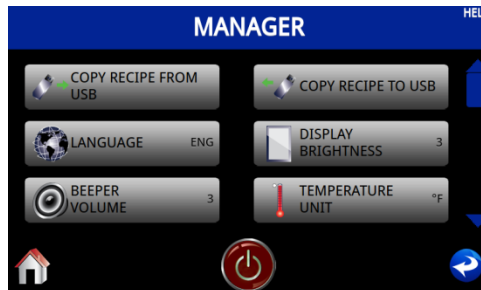 MANAGER
HEL
COPY RECIPE FROM
USB
COPY RECIPE TO USB
LANGUAGE ENG
DISPLAY
BRIGHTNESS 3
BEEPER
VOLUME 3
TEMPERATURE
UNIT °F